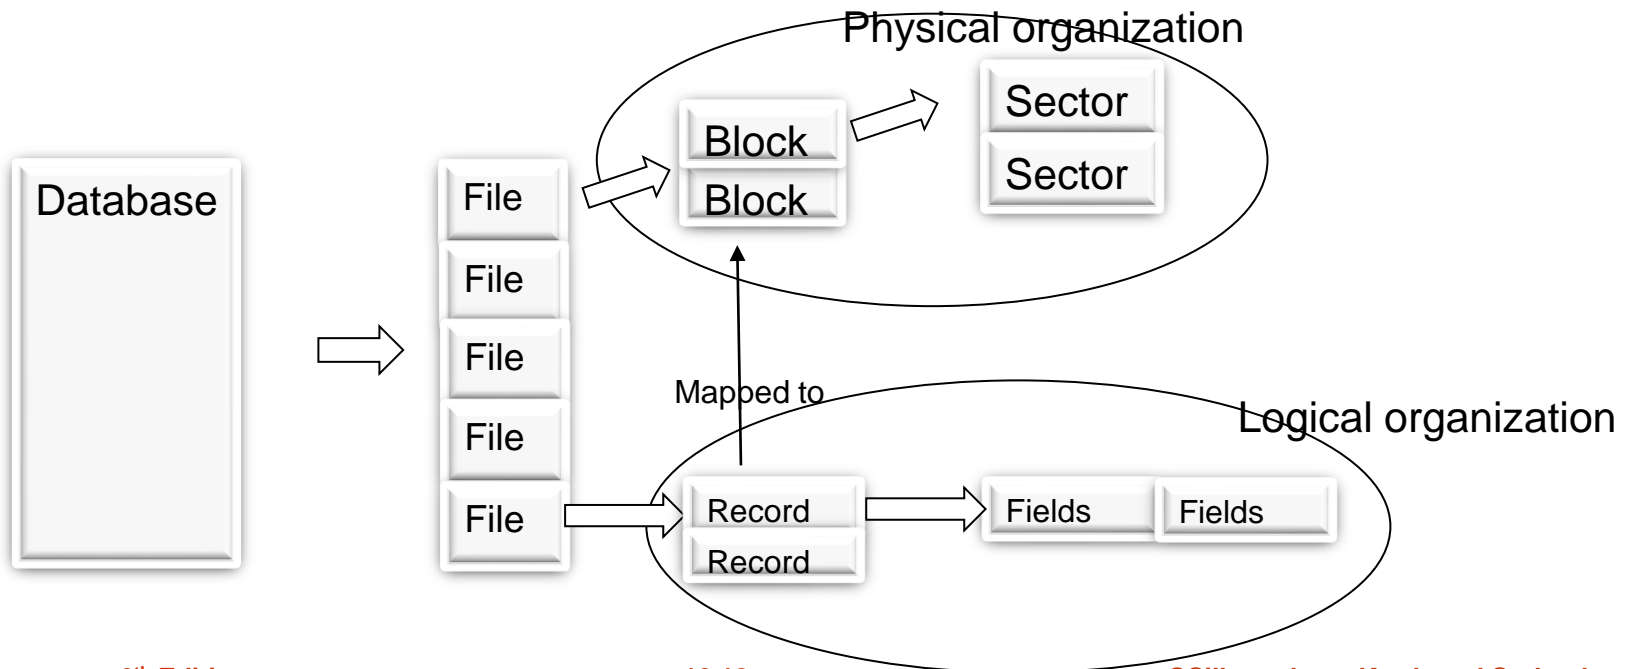 Physical organization
Database
File
File
File
File
File
Block
Block
Sector
Sector
Mapped to
Logical organization
Record
Record
Fields
Fields